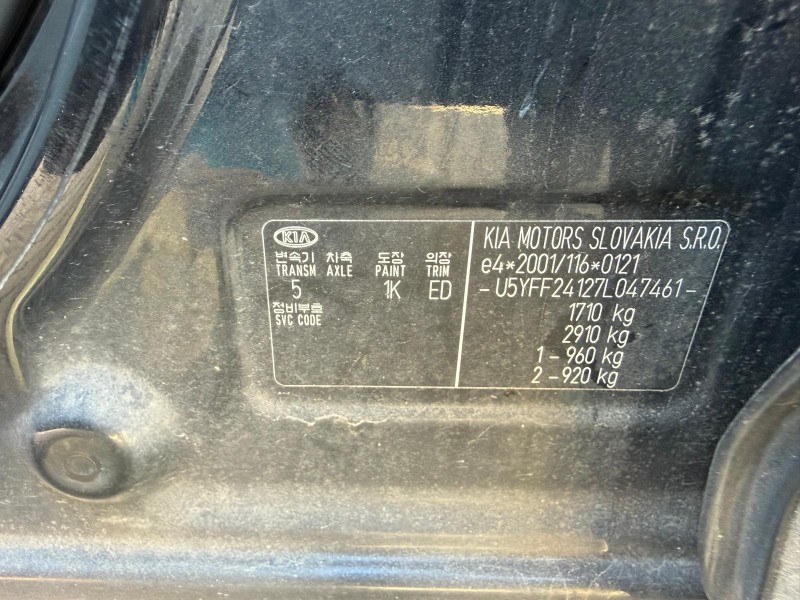 KIA
변속기 차축 도장 의장
TRANSM AXLE PAINT TRIM
5 1K ED
정비부호
SVC CODE
KIA MOTORS SLOVAKIA S.R.O.
e4*2001/116*0121
-U5YFF24127L047461-
1710 kg
2910 kg
1-960 kg
2-920 kg